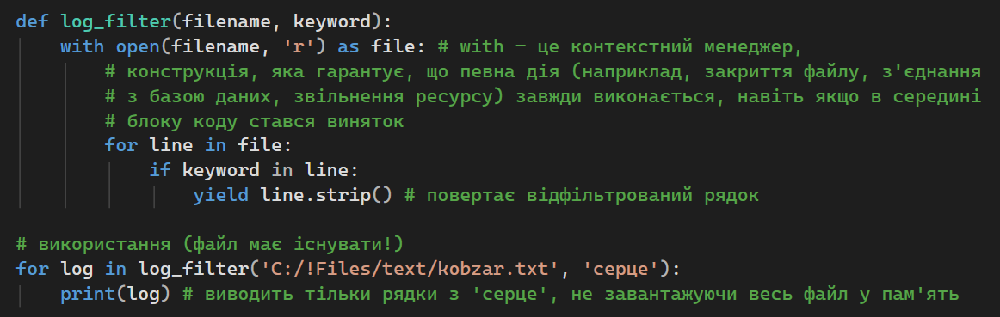 def log_filter(filename, keyword):
    with open(filename, 'r') as file: # with – це контекстний менеджер,
        # конструкція, яка гарантує, що певна дія (наприклад, закриття файлу, з'єднання
        # з базою даних, звільнення ресурсу) завжди виконається, навіть якщо в середині
        # блоку коду стався виняток
        for line in file:
            if keyword in line:
                yield line.strip() # повертає відфільтрований рядок

# використання (файл має існувати!)
for log in log_filter('C:/!Files/text/kobzar.txt', 'серце'):
    print(log) # виводить тільки рядки з 'серце', не завантажуючи весь файл у пам'ять